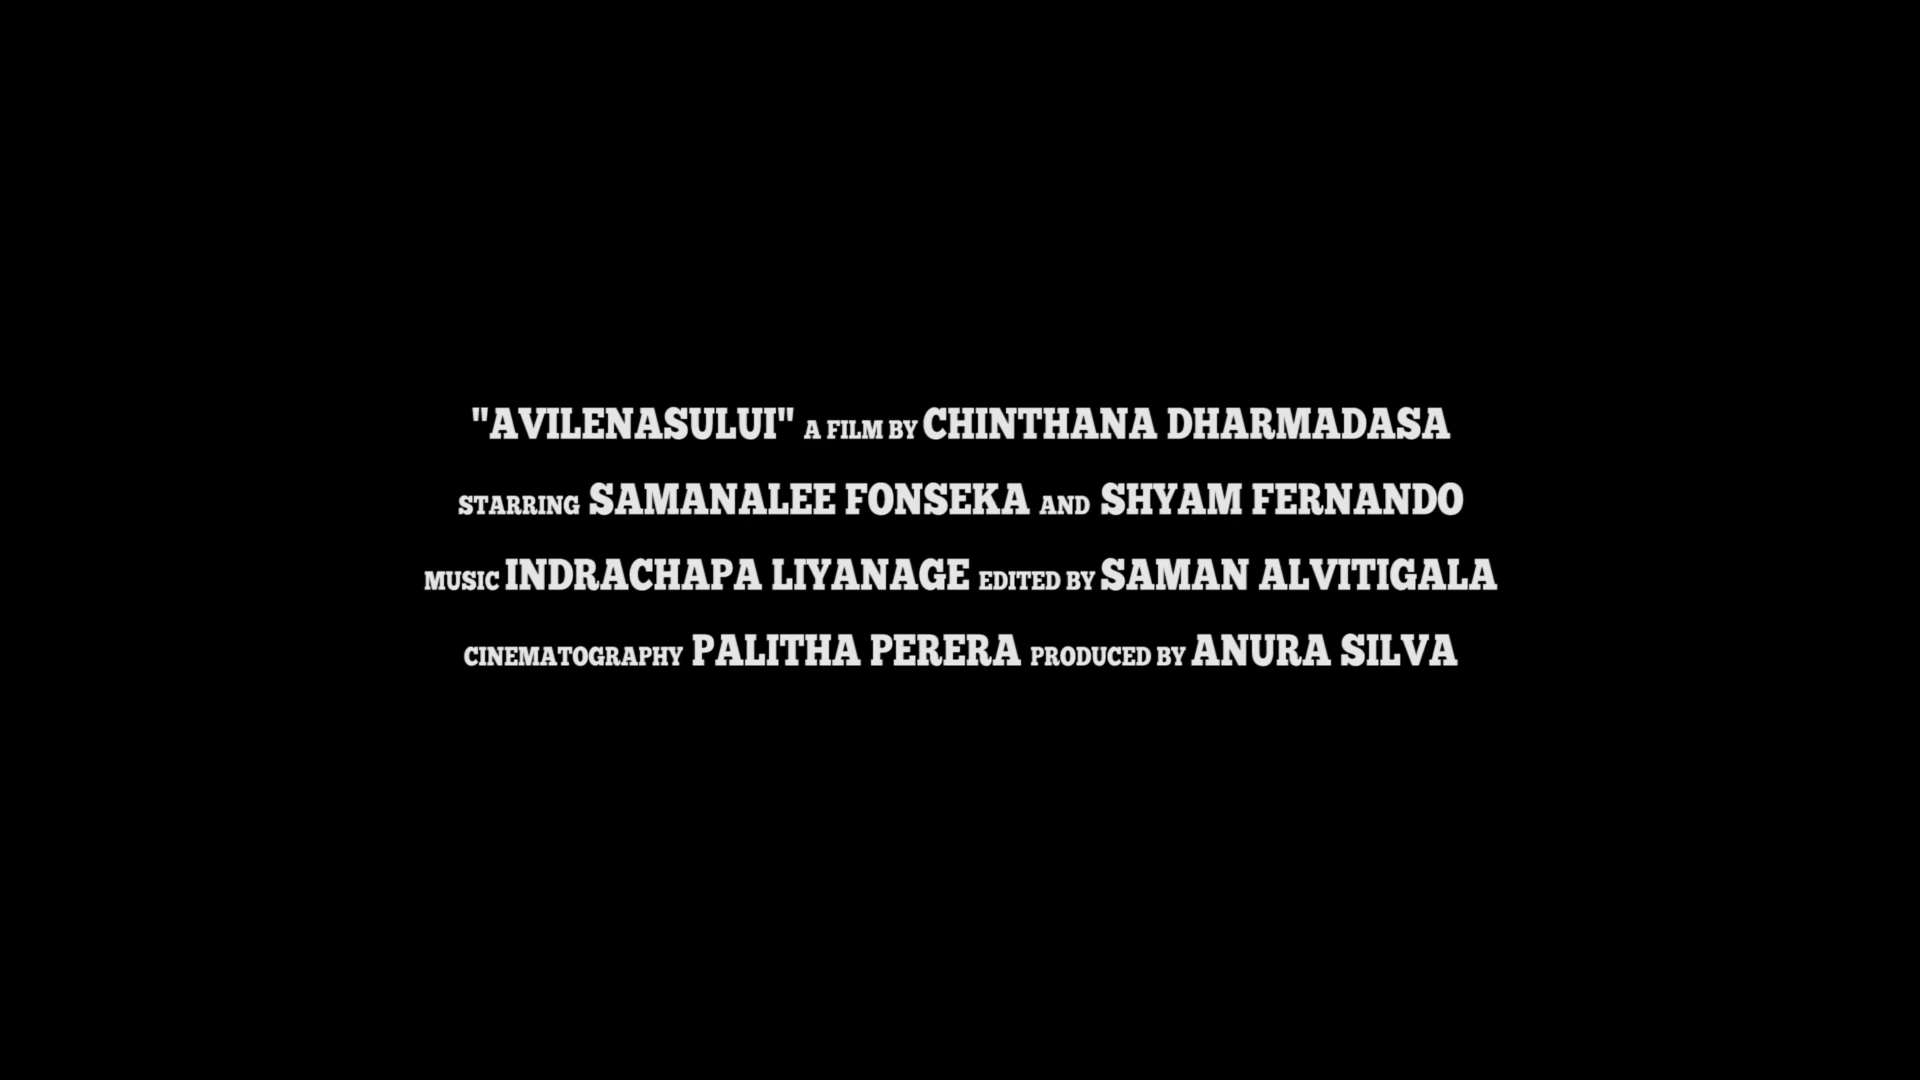 "AVILENASULUI" A FILM BY CHINTHANA DHARMADASA
STARRING SAMANALEE FONSEKA AND SHYAM FERNANDO
MUSIC INDRACHAPA LIYANAGE EDITED BY SAMAN ALVITIGALA
CINEMATOGRAPHY PALITHA PERERA PRODUCED BY ANURA SILVA